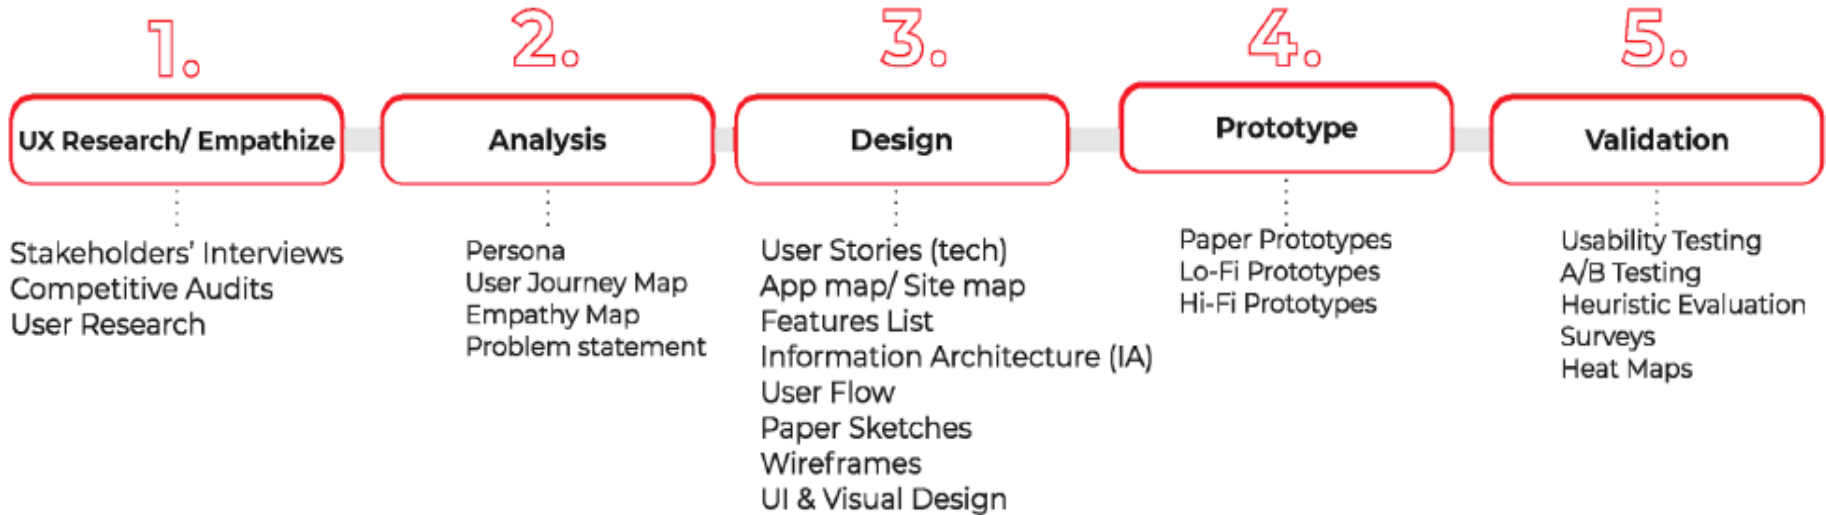 1.
UX Research/ Empathize
Stakeholders' Interviews
Competitive Audits
User Research
2.
Analysis
Persona
User Journey Map
Empathy Map
Problem statement
3.
Design
User Stories (tech)
App map/ Site map
Features List
Information Architecture (IA)
User Flow
Paper Sketches
Wireframes
UI & Visual Design
4.
Prototype
Paper Prototypes
Lo-Fi Prototypes
Hi-Fi Prototypes
5.
Validation
Usability Testing
A/B Testing
Heuristic Evaluation
Surveys
Heat Maps